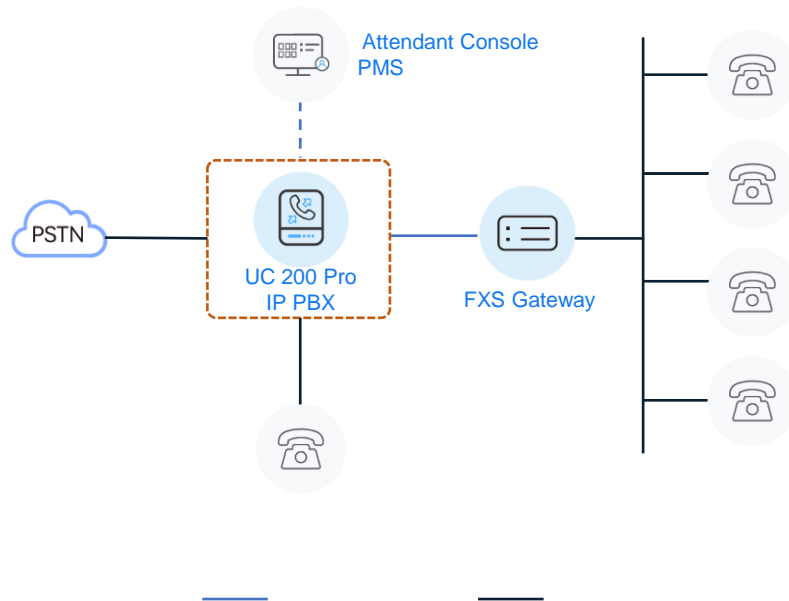 Attendant Console
PMS
PSTN
UC 200 Pro
IP PBX
FXS Gateway